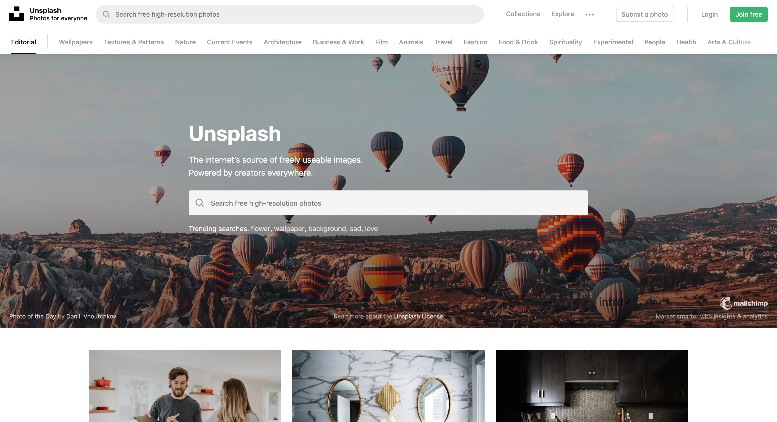 Unsplash
Photos for everyone
Search free high-resolution photos
Collections Explore ··· Submit a photo Login Join free
Editorial Wallpapers Textures & Patterns Nature Current Events Architecture Business & Work Film Animals Travel Fashion Food & Drink Spirituality Experimental People Health Arts & Culture
Unsplash
The internet's source of freely useable images.
Powered by creators everywhere.
Search free high-resolution photos
Trending searches: flower, wallpaper, background, sad, love
mailchimp
Photo of the Day by
Read more about the Unsplash License
Market smarter with insights & analytics